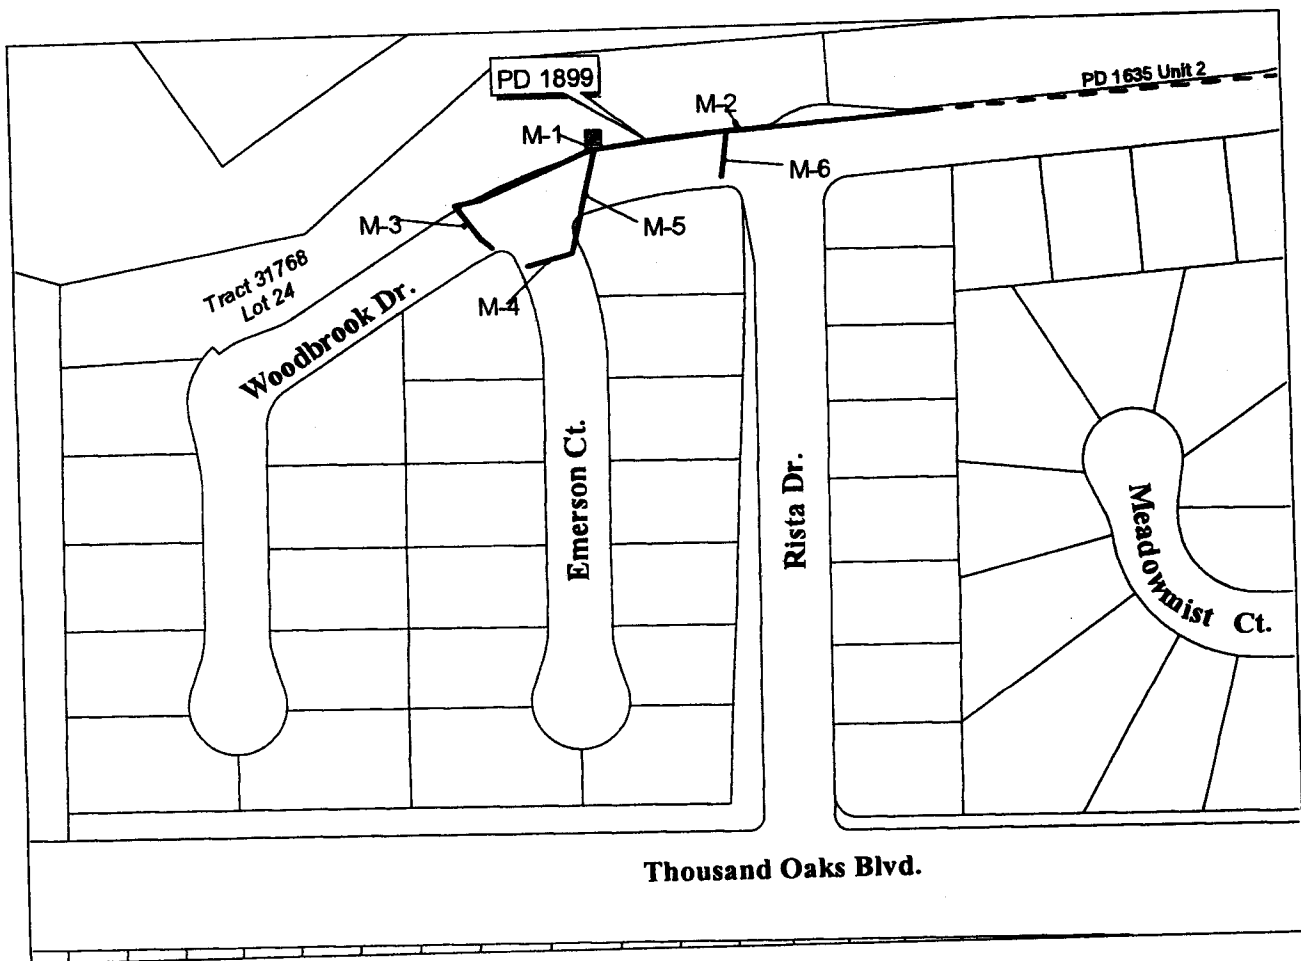 PD 1635 Unit 2
PD 1899
M-2
M-1
M-6
M-3
M-5
Tract 31768
Lot 24
M-4
Woodbrook Dr.
Emerson Ct.
Rista Dr.
Meadowmist Ct.
Thousand Oaks Blvd.